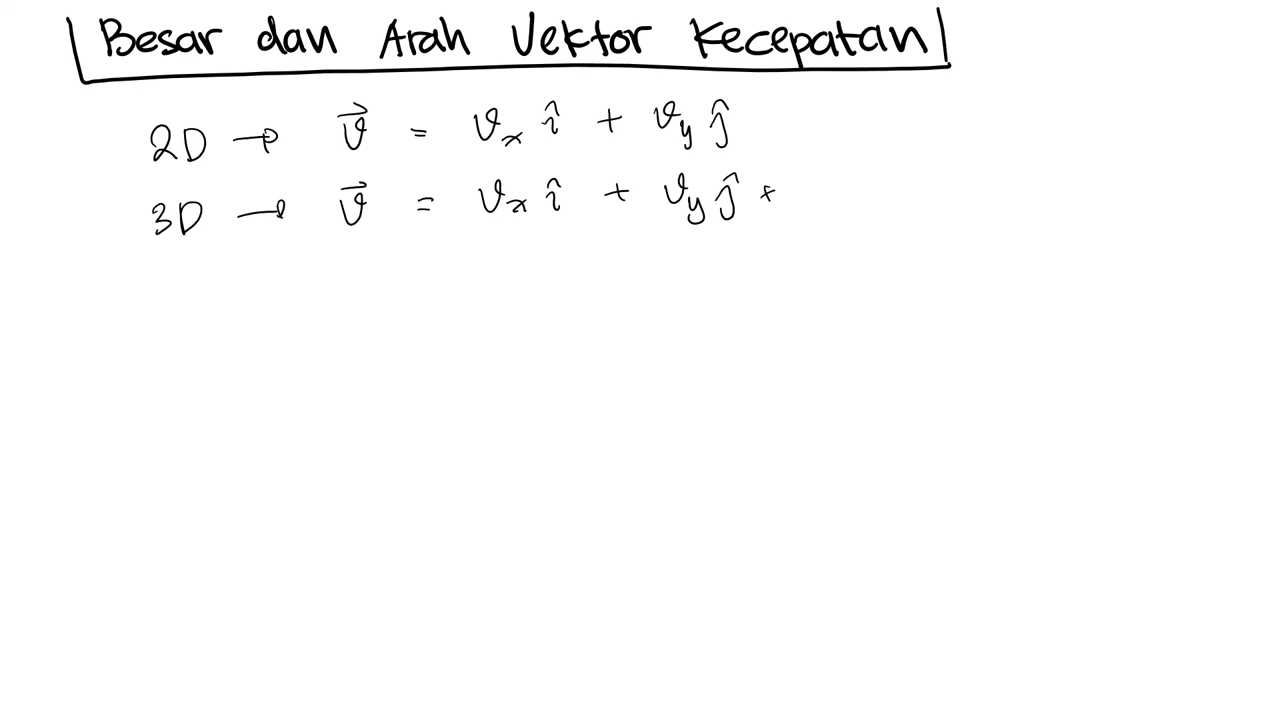 Besar dan Arah Vektor Kecepatan
2D → v⃗ = vₓ î + v_y ĵ
3D → v⃗ = vₓ î + v_y ĵ +